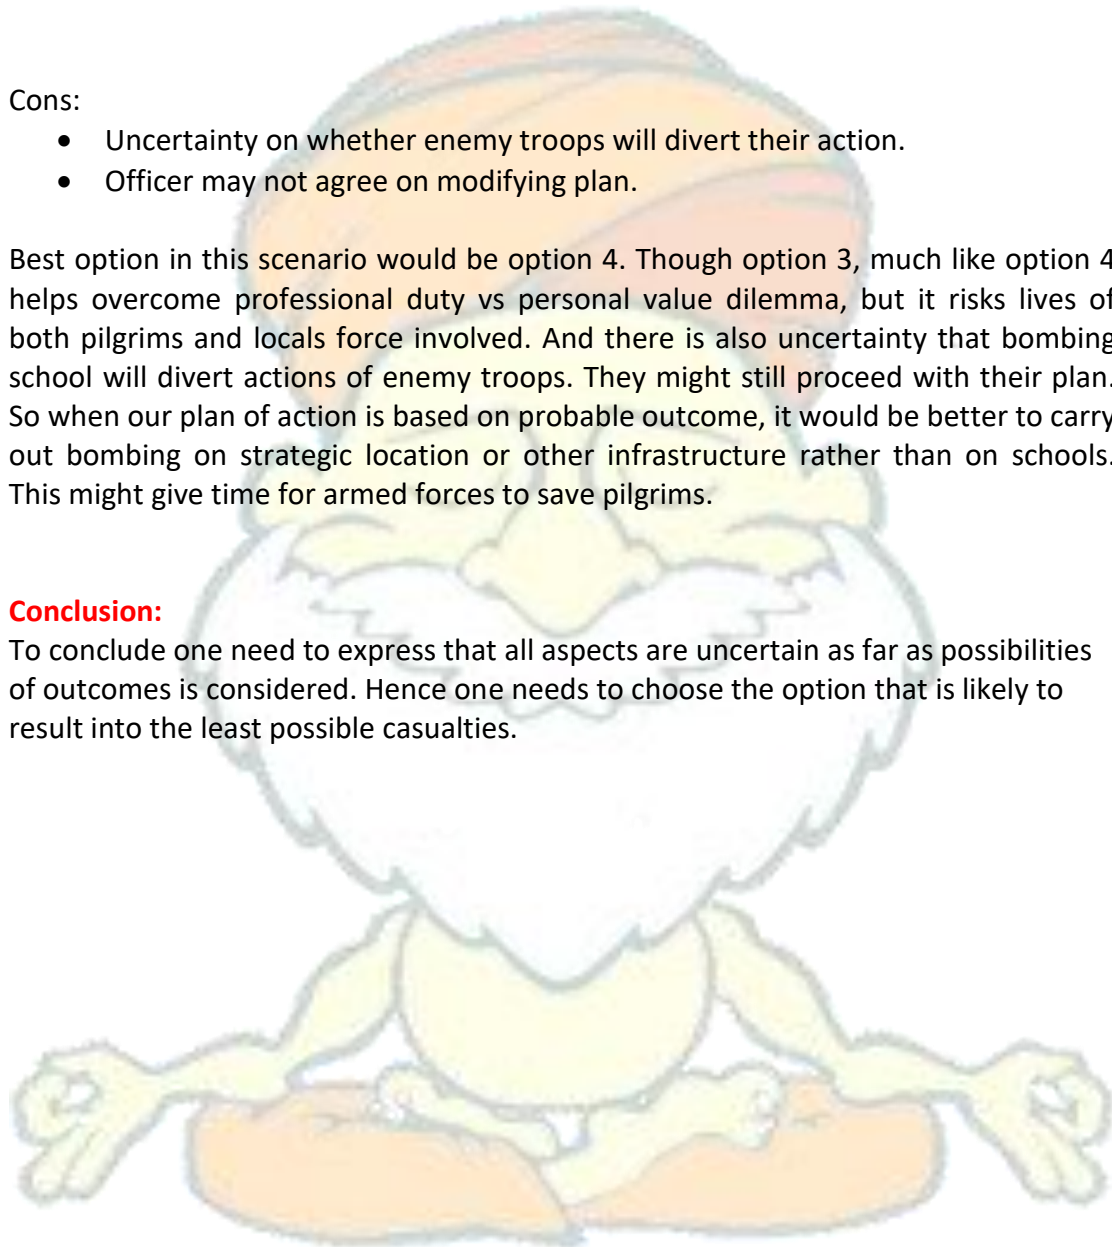 Cons:
• Uncertainty on whether enemy troops will divert their action.
• Officer may not agree on modifying plan.
Best option in this scenario would be option 4. Though option 3, much like option 4
helps overcome professional duty vs personal value dilemma, but it risks lives of
both pilgrims and locals force involved. And there is also uncertainty that bombing
school will divert actions of enemy troops. They might still proceed with their plan.
So when our plan of action is based on probable outcome, it would be better to carry
out bombing on strategic location or other infrastructure rather than on schools.
This might give time for armed forces to save pilgrims.
Conclusion:
To conclude one need to express that all aspects are uncertain as far as possibilities
of outcomes is considered. Hence one needs to choose the option that is likely to
result into the least possible casualties.